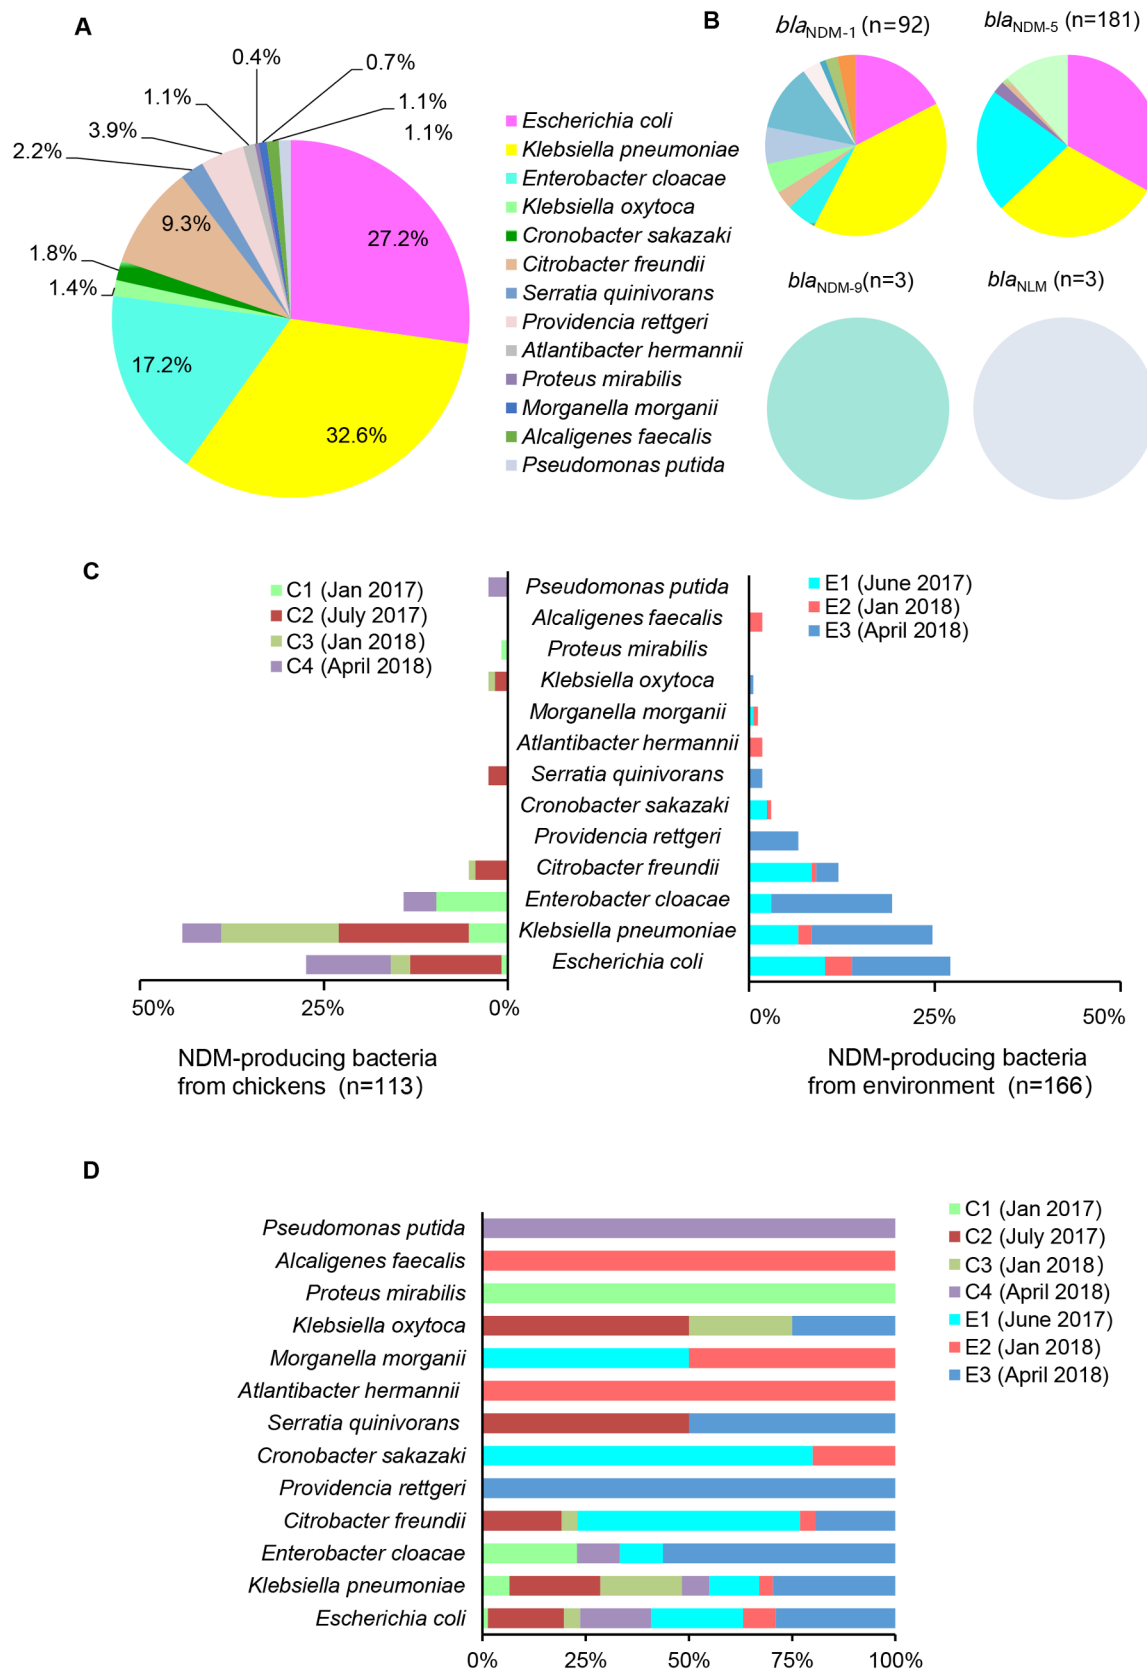 A
0.4%
0.7%
1.1%
1.1%
1.1%
3.9%
2.2%
9.3%
27.2%
1.8%
1.4%
17.2%
32.6%
Escherichia coli
Klebsiella pneumoniae
Enterobacter cloacae
Klebsiella oxytoca
Cronobacter sakazaki
Citrobacter freundii
Serratia quinivorans
Providencia rettgeri
Atlantibacter hermannii
Proteus mirabilis
Morganella morganii
Alcaligenes faecalis
Pseudomonas putida
B
blaNDM-1 (n=92)
blaNDM-5 (n=181)
blaNDM-9(n=3)
blaNLM (n=3)
C
C1 (Jan 2017)
C2 (July 2017)
C3 (Jan 2018)
C4 (April 2018)
Pseudomonas putida
Alcaligenes faecalis
Proteus mirabilis
Klebsiella oxytoca
Morganella morganii
Atlantibacter hermannii
Serratia quinivorans
Cronobacter sakazaki
Providencia rettgeri
Citrobacter freundii
Enterobacter cloacae
Klebsiella pneumoniae
Escherichia coli
E1 (June 2017)
E2 (Jan 2018)
E3 (April 2018)
50%
25%
0%
0%
25%
50%
NDM-producing bacteria
from chickens (n=113)
NDM-producing bacteria
from environment (n=166)
D
Pseudomonas putida
Alcaligenes faecalis
Proteus mirabilis
Klebsiella oxytoca
Morganella morganii
Atlantibacter hermannii
Serratia quinivorans
Cronobacter sakazaki
Providencia rettgeri
Citrobacter freundii
Enterobacter cloacae
Klebsiella pneumoniae
Escherichia coli
0%
25%
50%
75%
100%
C1 (Jan 2017)
C2 (July 2017)
C3 (Jan 2018)
C4 (April 2018)
E1 (June 2017)
E2 (Jan 2018)
E3 (April 2018)